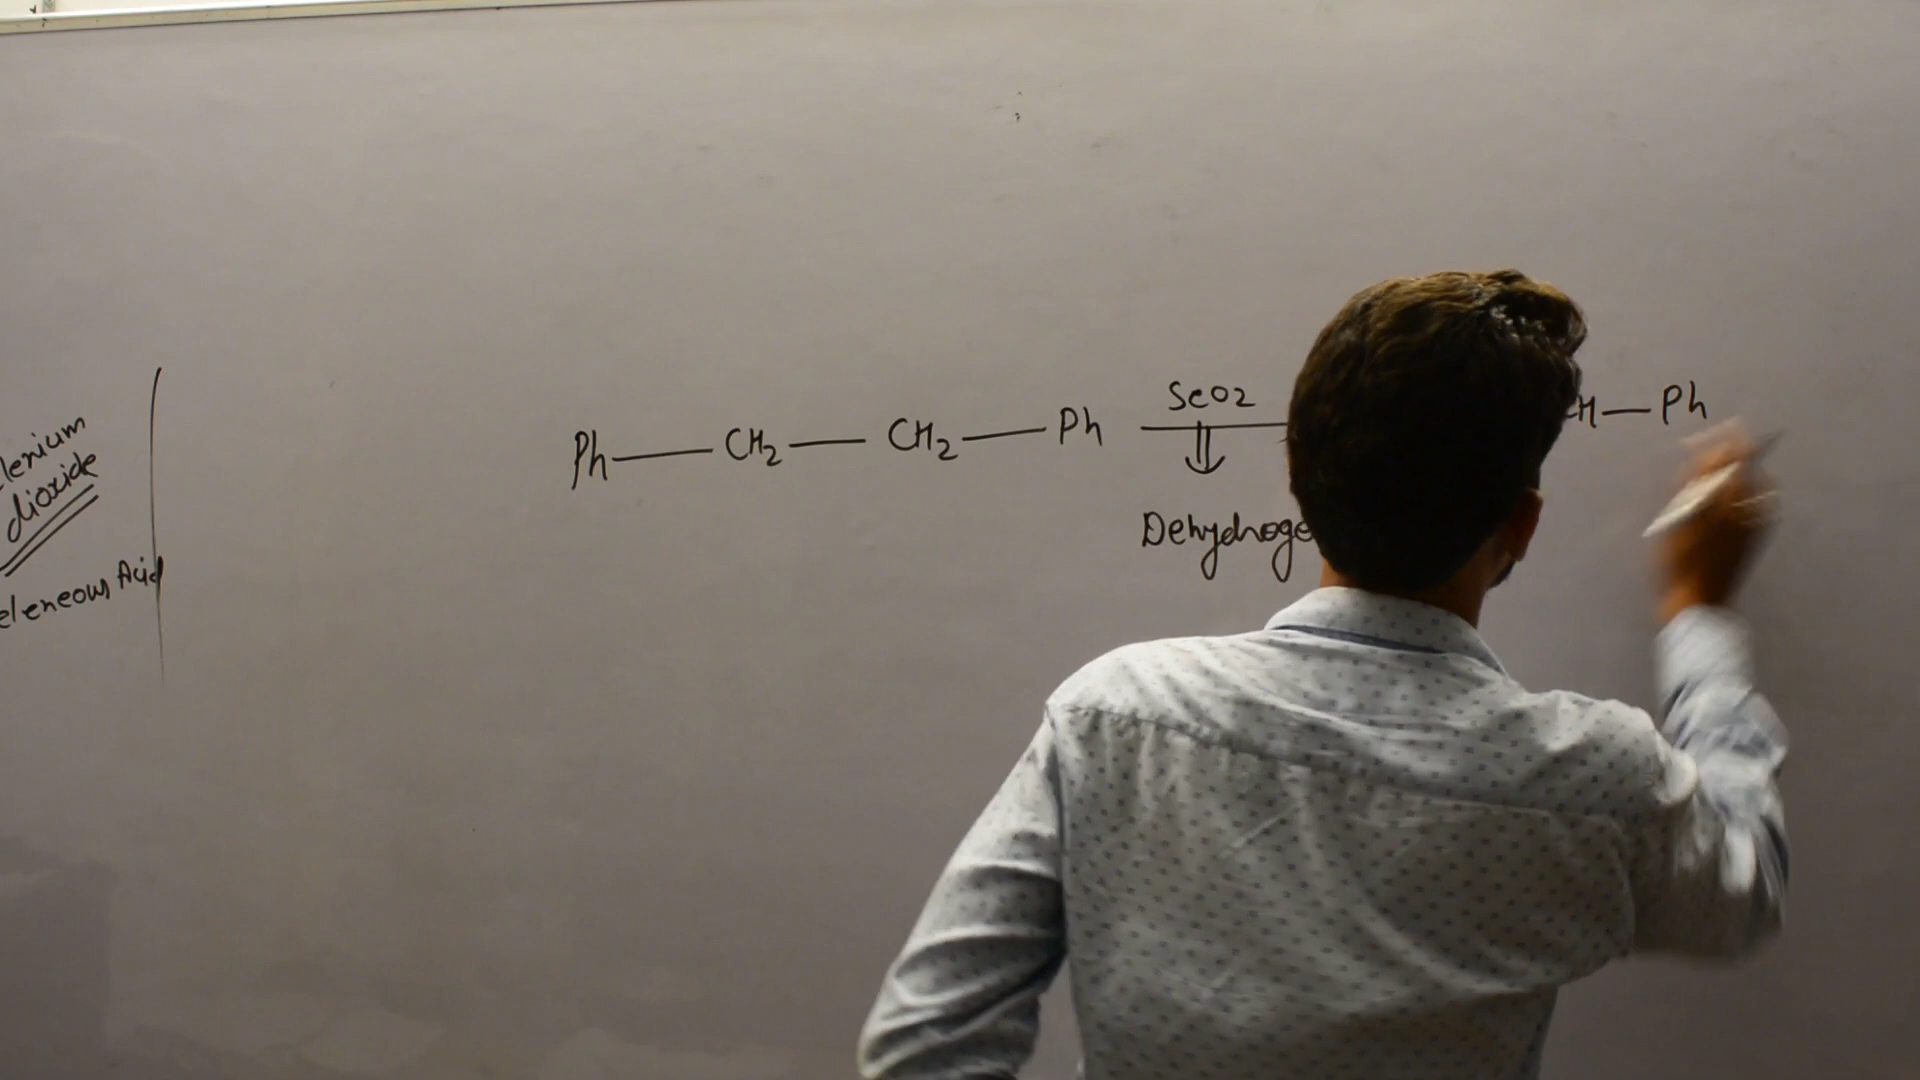 lenium
dioxide
eleneous Acid
Ph—CH2—CH2—Ph
SeO2
H—Ph
Dehydroge